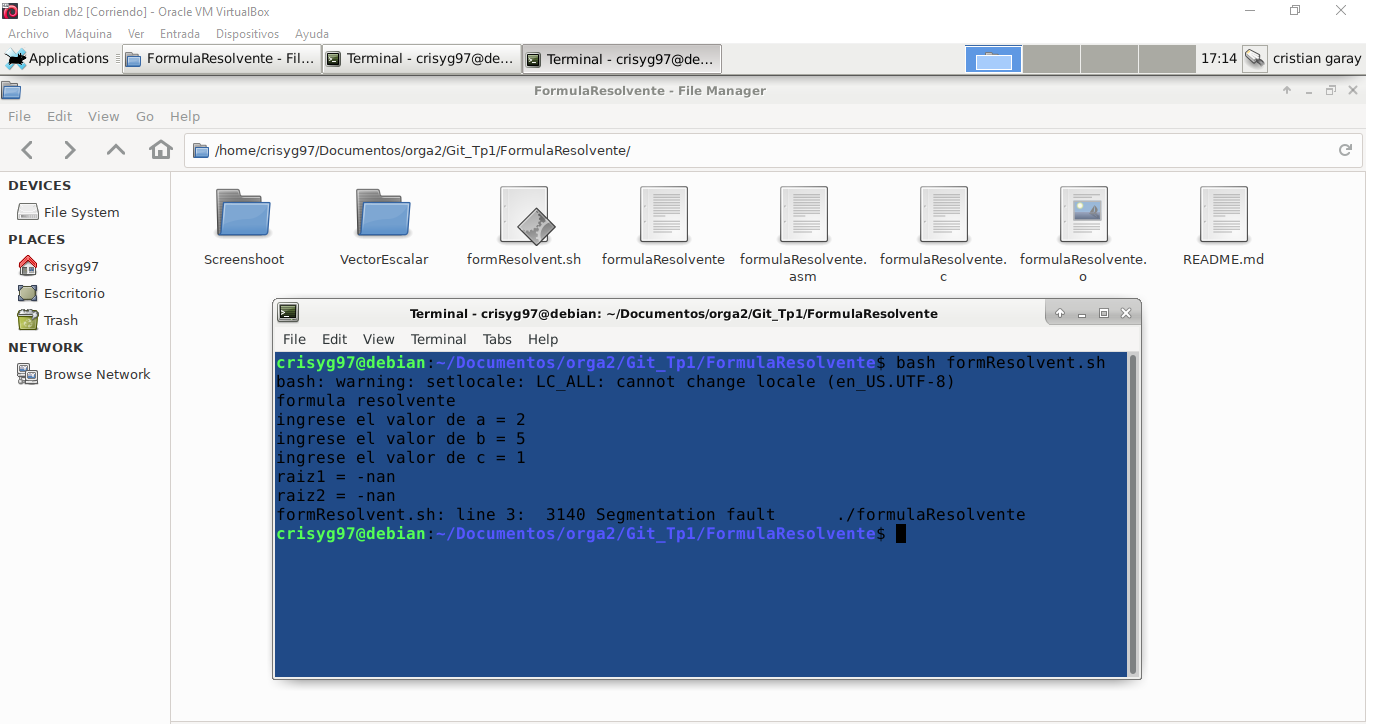 Debian db2 [Corriendo] - Oracle VM VirtualBox
Archivo Máquina Ver Entrada Dispositivos Ayuda
Applications FormulaResolvente - Fil... Terminal - crisyg97@de... Terminal - crisyg97@de... 17:14 cristian garay
FormulaResolvente - File Manager
File Edit View Go Help
/home/crisyg97/Documentos/orga2/Git_Tp1/FormulaResolvente/
DEVICES
File System
PLACES
crisyg97
Escritorio
Trash
NETWORK
Browse Network
Screenshoot VectorEscalar formResolvent.sh formulaResolvente formulaResolvente. formulaResolvente. formulaResolvente. README.md
asm c o
Terminal - crisyg97@debian: ~/Documentos/orga2/Git_Tp1/FormulaResolvente
File Edit View Terminal Tabs Help
crisyg97@debian:~/Documentos/orga2/Git_Tp1/FormulaResolvente$ bash formResolvent.sh
bash: warning: setlocale: LC_ALL: cannot change locale (en_US.UTF-8)
formula resolvente
ingrese el valor de a = 2
ingrese el valor de b = 5
ingrese el valor de c = 1
raiz1 = -nan
raiz2 = -nan
formResolvent.sh: line 3:  3140 Segmentation fault      ./formulaResolvente
crisyg97@debian:~/Documentos/orga2/Git_Tp1/FormulaResolvente$